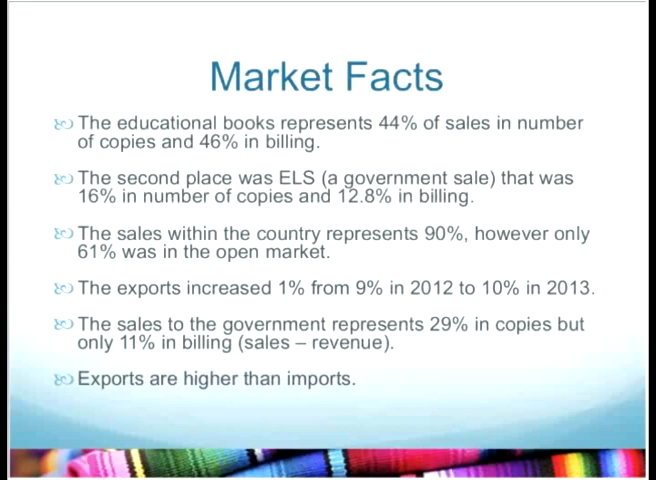 Market Facts
The educational books represents 44% of sales in number
of copies and 46% in billing.
The second place was ELS (a government sale) that was
16% in number of copies and 12.8% in billing.
The sales within the country represents 90%, however only
61% was in the open market.
The exports increased 1% from 9% in 2012 to 10% in 2013.
The sales to the government represents 29% in copies but
only 11% in billing (sales – revenue).
Exports are higher than imports.